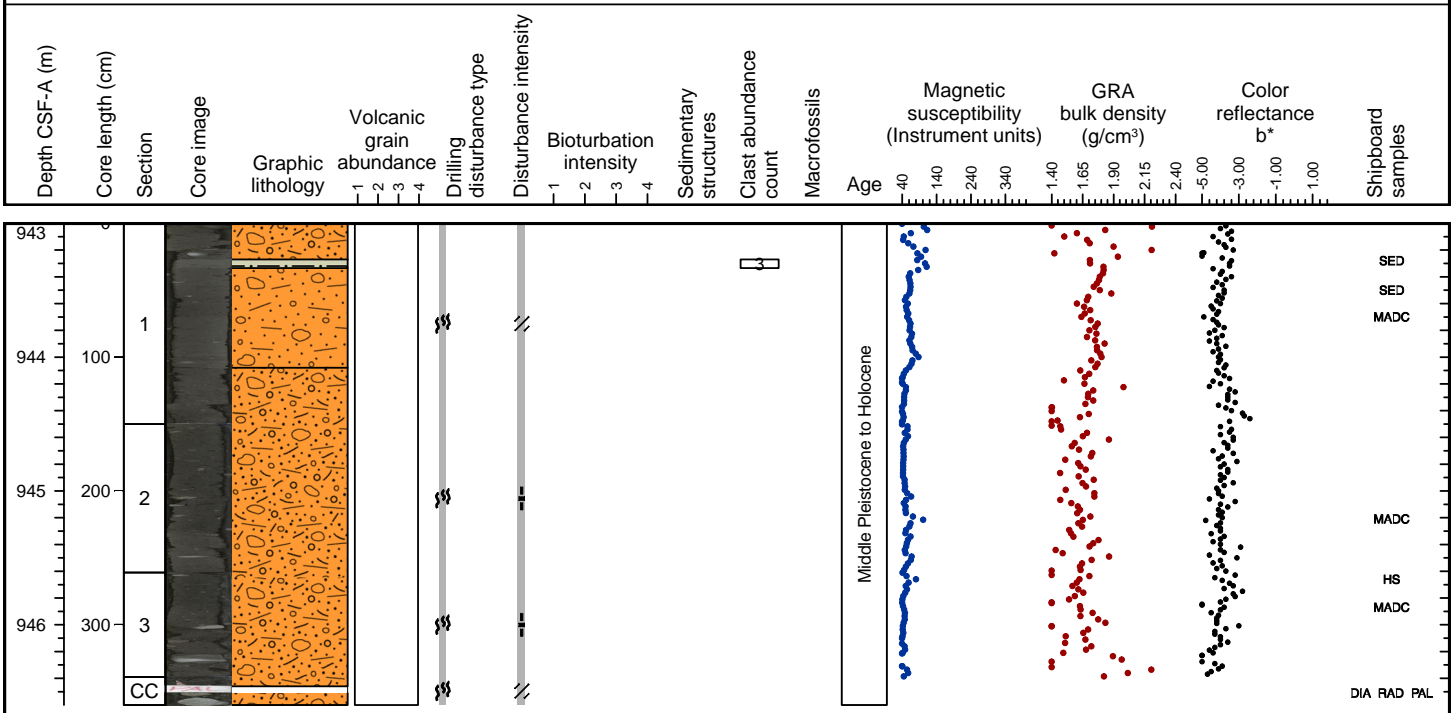 Depth CSF-A (m)
Core length (cm)
Section
Core image
Graphic
lithology
Volcanic
grain
abundance
1 2 3 4
Drilling
disturbance type
Disturbance intensity
Bioturbation
intensity
1 2 3 4
Sedimentary
structures
Clast abundance
count
Macrofossils
Age
Magnetic
susceptibility
(Instrument units)
40 140 240 340
GRA
bulk density
(g/cm³)
1.40 1.65 1.90 2.15 2.40
Color
reflectance
b*
-5.00 -3.00 -1.00 1.00
Shipboard
samples
943
944
945
946
0
100
200
300
1
2
3
CC
3
Middle Pleistocene to Holocene
SED
SED
MADC
MADC
HS
MADC
DIA RAD PAL